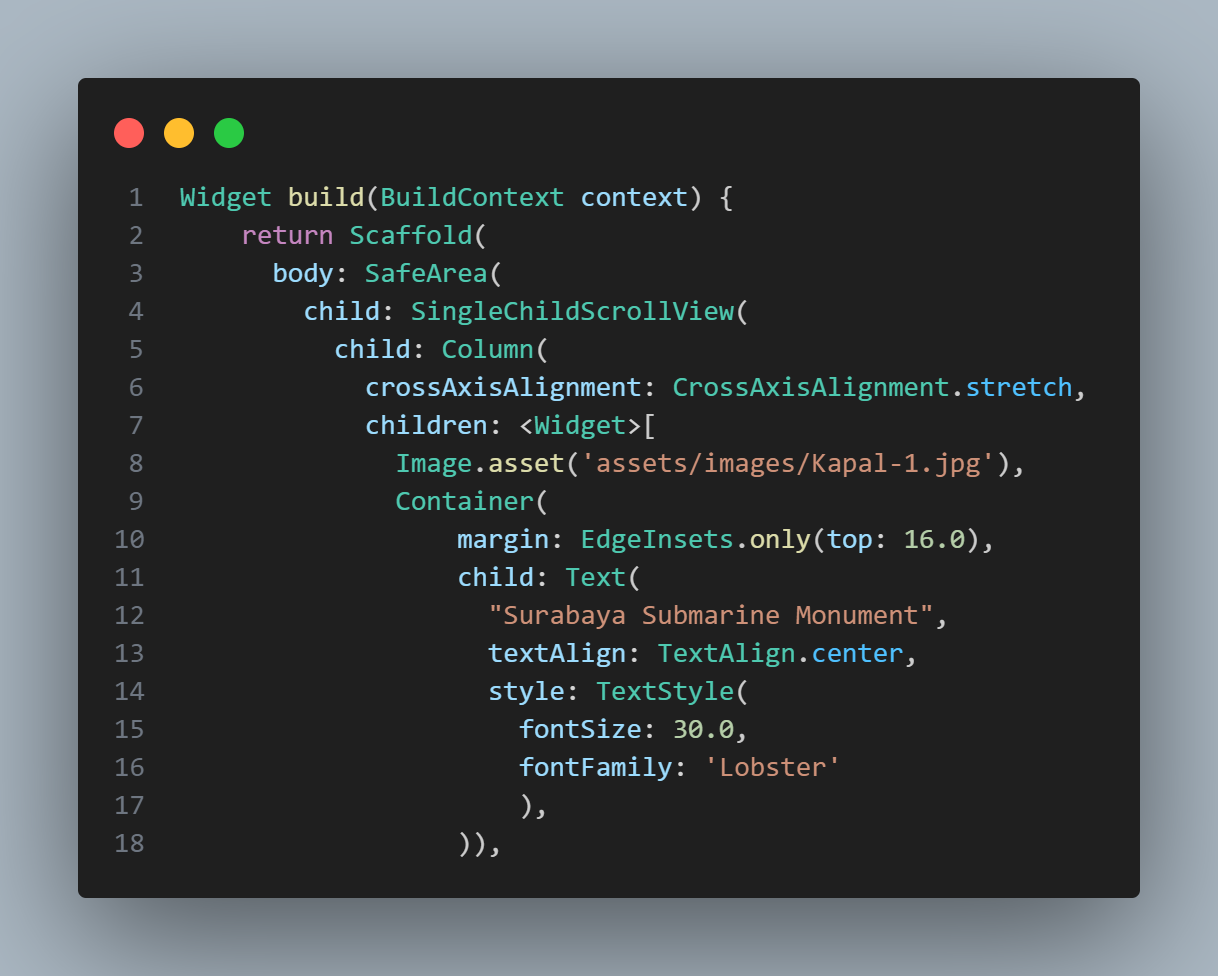 1 Widget build(BuildContext context) {
2 return Scaffold(
3 body: SafeArea(
4 child: SingleChildScrollView(
5 child: Column(
6 crossAxisAlignment: CrossAxisAlignment.stretch,
7 children: <Widget>[
8 Image.asset('assets/images/Kapal-1.jpg'),
9 Container(
10 margin: EdgeInsets.only(top: 16.0),
11 child: Text(
12 "Surabaya Submarine Monument",
13 textAlign: TextAlign.center,
14 style: TextStyle(
15 fontSize: 30.0,
16 fontFamily: 'Lobster'
17 ),
18 )),